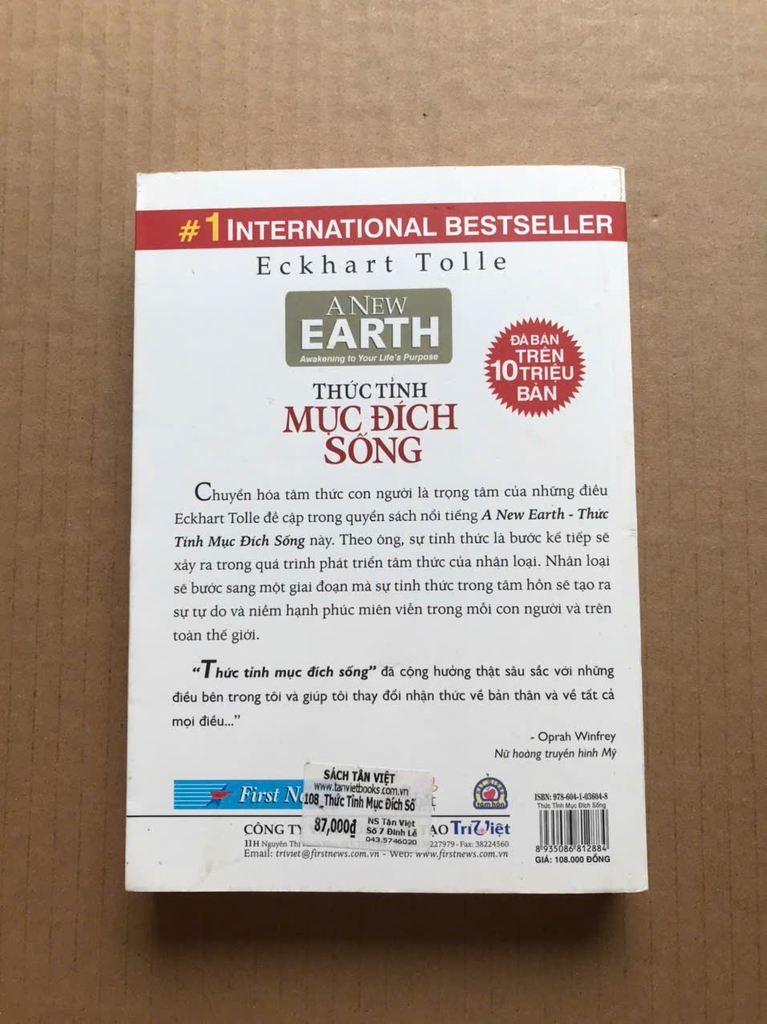 #1 INTERNATIONAL BESTSELLER
Eckhart Tolle
A NEW
EARTH
Awakening to Your Life's Purpose
ĐÃ BÁN
TRÊN
10 TRIỆU
BẢN
THỨC TỈNH
MỤC ĐÍCH
SỐNG
Chuyển hóa tâm thức con người là trọng tâm của những điều
Eckhart Tolle đề cập trong quyển sách nổi tiếng A New Earth - Thức
Tỉnh Mục Đích Sống này. Theo ông, sự tỉnh thức là bước kế tiếp sẽ
xảy ra trong quá trình phát triển tâm thức của nhân loại. Nhân loại
sẽ bước sang một giai đoạn mà sự tỉnh thức trong tâm hồn sẽ tạo ra
sự tự do và niềm hạnh phúc miên viễn trong mỗi con người và trên
toàn thế giới.
"Thức tỉnh mục đích sống" đã cộng hưởng thật sâu sắc với những
điều bên trong tôi và giúp tôi thay đổi nhận thức về bản thân và về tất cả
mọi điều..."
- Oprah Winfrey
Nữ hoàng truyền hình Mỹ
First
SÁCH TÂN VIỆT
www.tanvietbooks.com.vn
108_Thức Tỉnh Mục Đích Số
87,000đ
NS Tân Việt
Số 7 Đinh Lễ
043.5746020
CÔNG TY
TẠO Trí Việt
11H Nguyễn Thị
227979 - Fax: 38224560
Email: triviet@firstnews.com.vn - Web: www.firstnews.com.vn
ISBN: 978-604-1-03604-8
Thức Tỉnh Mục Đích Sống
8 935086 812884
GIÁ: 108.000 ĐỒNG